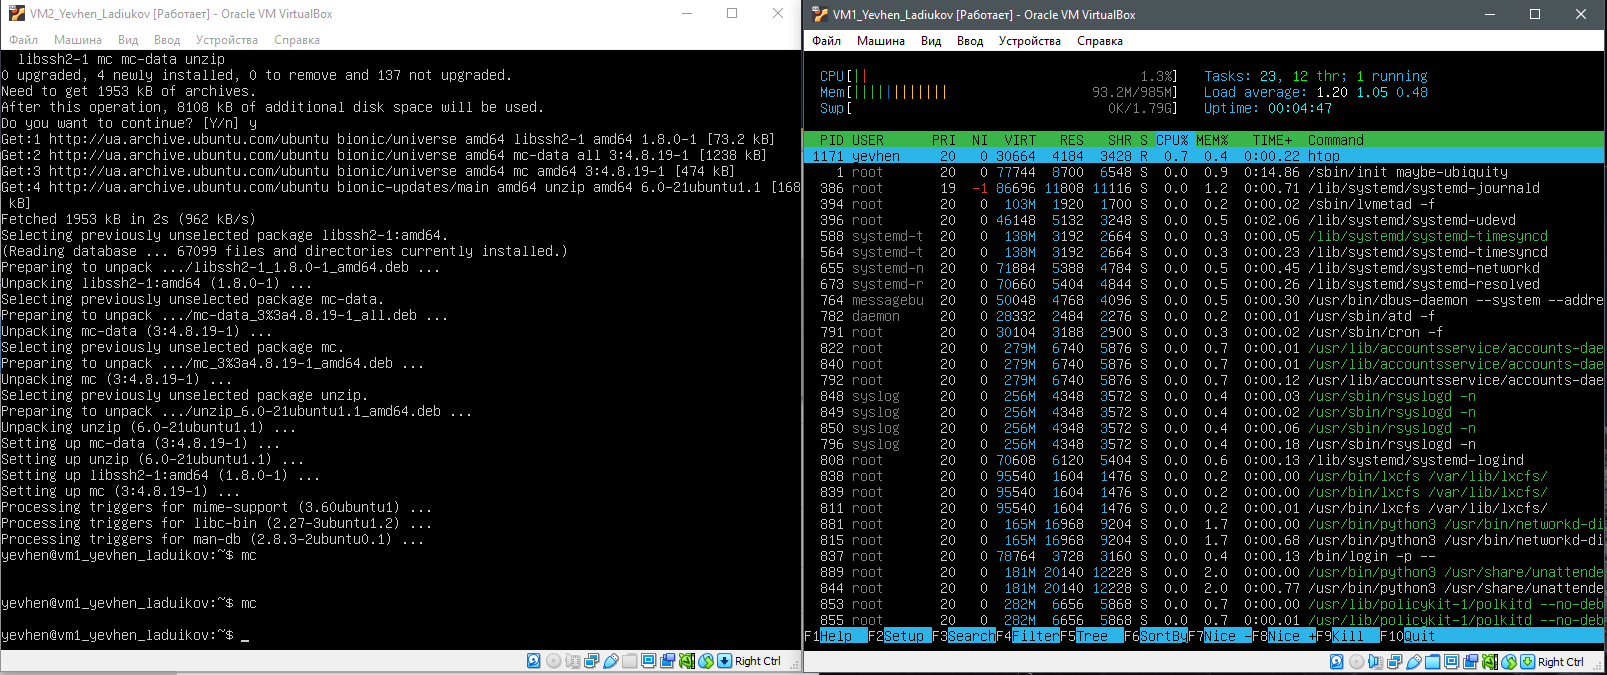 VM2_Yevhen_Ladiukov [Работает] - Oracle VM VirtualBox
Файл Машина Вид Ввод Устройства Справка
libssh2-1 mc mc-data unzip
0 upgraded, 4 newly installed, 0 to remove and 137 not upgraded.
Need to get 1953 kB of archives.
After this operation, 8108 kB of additional disk space will be used.
Do you want to continue? [Y/n] y
Get:1 http://ua.archive.ubuntu.com/ubuntu bionic/universe amd64 libssh2-1 amd64 1.8.0-1 [73.2 kB]
Get:2 http://ua.archive.ubuntu.com/ubuntu bionic/universe amd64 mc-data all 3:4.8.19-1 [1238 kB]
Get:3 http://ua.archive.ubuntu.com/ubuntu bionic/universe amd64 mc amd64 3:4.8.19-1 [474 kB]
Get:4 http://ua.archive.ubuntu.com/ubuntu bionic-updates/main amd64 unzip amd64 6.0-21ubuntu1.1 [168
kB]
Fetched 1953 kB in 2s (962 kB/s)
Selecting previously unselected package libssh2-1:amd64.
(Reading database ... 67099 files and directories currently installed.)
Preparing to unpack .../libssh2-1_1.8.0-1_amd64.deb ...
Unpacking libssh2-1:amd64 (1.8.0-1) ...
Selecting previously unselected package mc-data.
Preparing to unpack .../mc-data_3%3a4.8.19-1_all.deb ...
Unpacking mc-data (3:4.8.19-1) ...
Selecting previously unselected package mc.
Preparing to unpack .../mc_3%3a4.8.19-1_amd64.deb ...
Unpacking mc (3:4.8.19-1) ...
Selecting previously unselected package unzip.
Preparing to unpack .../unzip_6.0-21ubuntu1.1_amd64.deb ...
Unpacking unzip (6.0-21ubuntu1.1) ...
Setting up mc-data (3:4.8.19-1) ...
Setting up unzip (6.0-21ubuntu1.1) ...
Setting up libssh2-1:amd64 (1.8.0-1) ...
Setting up mc (3:4.8.19-1) ...
Processing triggers for mime-support (3.60ubuntu1) ...
Processing triggers for libc-bin (2.27-3ubuntu1.2) ...
Processing triggers for man-db (2.8.3-2ubuntu0.1) ...
yevhen@vm1_yevhen_laduikov:~$ mc
yevhen@vm1_yevhen_laduikov:~$ mc
yevhen@vm1_yevhen_laduikov:~$ _
Right Ctrl
VM1_Yevhen_Ladiukov [Работает] - Oracle VM VirtualBox
Файл Машина Вид Ввод Устройства Справка
CPU[|| 1.3%] Tasks: 23, 12 thr; 1 running
Mem[|||||||||||| 93.2M/985M] Load average: 1.20 1.05 0.48
Swp[ 0K/1.79G] Uptime: 00:04:47
PID USER PRI NI VIRT RES SHR S CPU% MEM% TIME+ Command
1171 yevhen 20 0 30664 4184 3428 R 0.7 0.4 0:00.22 htop
1 root 20 0 77744 8700 6548 S 0.0 0.9 0:14.86 /sbin/init maybe-ubiquity
386 root 19 -1 86696 11808 11116 S 0.0 1.2 0:00.71 /lib/systemd/systemd-journald
394 root 20 0 103M 1920 1700 S 0.0 0.2 0:00.02 /sbin/lvmetad -f
396 root 20 0 46148 5132 3248 S 0.0 0.5 0:02.06 /lib/systemd/systemd-udevd
588 systemd-t 20 0 138M 3192 2664 S 0.0 0.3 0:00.05 /lib/systemd/systemd-timesyncd
564 systemd-t 20 0 138M 3192 2664 S 0.0 0.3 0:00.23 /lib/systemd/systemd-timesyncd
655 systemd-n 20 0 71884 5388 4784 S 0.0 0.5 0:00.45 /lib/systemd/systemd-networkd
673 systemd-r 20 0 70660 5404 4844 S 0.0 0.5 0:00.26 /lib/systemd/systemd-resolved
764 messagebu 20 0 50048 4768 4096 S 0.0 0.5 0:00.30 /usr/bin/dbus-daemon --system --addre
782 daemon 20 0 28332 2484 2276 S 0.0 0.2 0:00.01 /usr/sbin/atd -f
791 root 20 0 30104 3188 2900 S 0.0 0.3 0:00.02 /usr/sbin/cron -f
822 root 20 0 279M 6740 5876 S 0.0 0.7 0:00.01 /usr/lib/accountsservice/accounts-dae
840 root 20 0 279M 6740 5876 S 0.0 0.7 0:00.01 /usr/lib/accountsservice/accounts-dae
792 root 20 0 279M 6740 5876 S 0.0 0.7 0:00.12 /usr/lib/accountsservice/accounts-dae
848 syslog 20 0 256M 4348 3572 S 0.0 0.4 0:00.03 /usr/sbin/rsyslogd -n
849 syslog 20 0 256M 4348 3572 S 0.0 0.4 0:00.02 /usr/sbin/rsyslogd -n
850 syslog 20 0 256M 4348 3572 S 0.0 0.4 0:00.06 /usr/sbin/rsyslogd -n
796 syslog 20 0 256M 4348 3572 S 0.0 0.4 0:00.18 /usr/sbin/rsyslogd -n
808 root 20 0 70608 6120 5404 S 0.0 0.6 0:00.13 /lib/systemd/systemd-logind
838 root 20 0 95540 1604 1476 S 0.0 0.2 0:00.00 /usr/bin/lxcfs /var/lib/lxcfs/
839 root 20 0 95540 1604 1476 S 0.0 0.2 0:00.00 /usr/bin/lxcfs /var/lib/lxcfs/
811 root 20 0 95540 1604 1476 S 0.0 0.2 0:00.01 /usr/bin/lxcfs /var/lib/lxcfs/
881 root 20 0 165M 16968 9204 S 0.0 1.7 0:00.00 /usr/bin/python3 /usr/bin/networkd-di
815 root 20 0 165M 16968 9204 S 0.0 1.7 0:00.68 /usr/bin/python3 /usr/bin/networkd-di
837 root 20 0 78764 3728 3160 S 0.0 0.4 0:00.13 /bin/login -p --
889 root 20 0 181M 20140 12228 S 0.0 2.0 0:00.00 /usr/bin/python3 /usr/share/unattende
844 root 20 0 181M 20140 12228 S 0.0 2.0 0:00.77 /usr/bin/python3 /usr/share/unattende
853 root 20 0 282M 6656 5868 S 0.0 0.7 0:00.00 /usr/lib/policykit-1/polkitd --no-deb
855 root 20 0 282M 6656 5868 S 0.0 0.7 0:00.01 /usr/lib/policykit-1/polkitd --no-deb
F1Help F2Setup F3Search F4Filter F5Tree F6SortBy F7Nice - F8Nice + F9Kill F10Quit
Right Ctrl